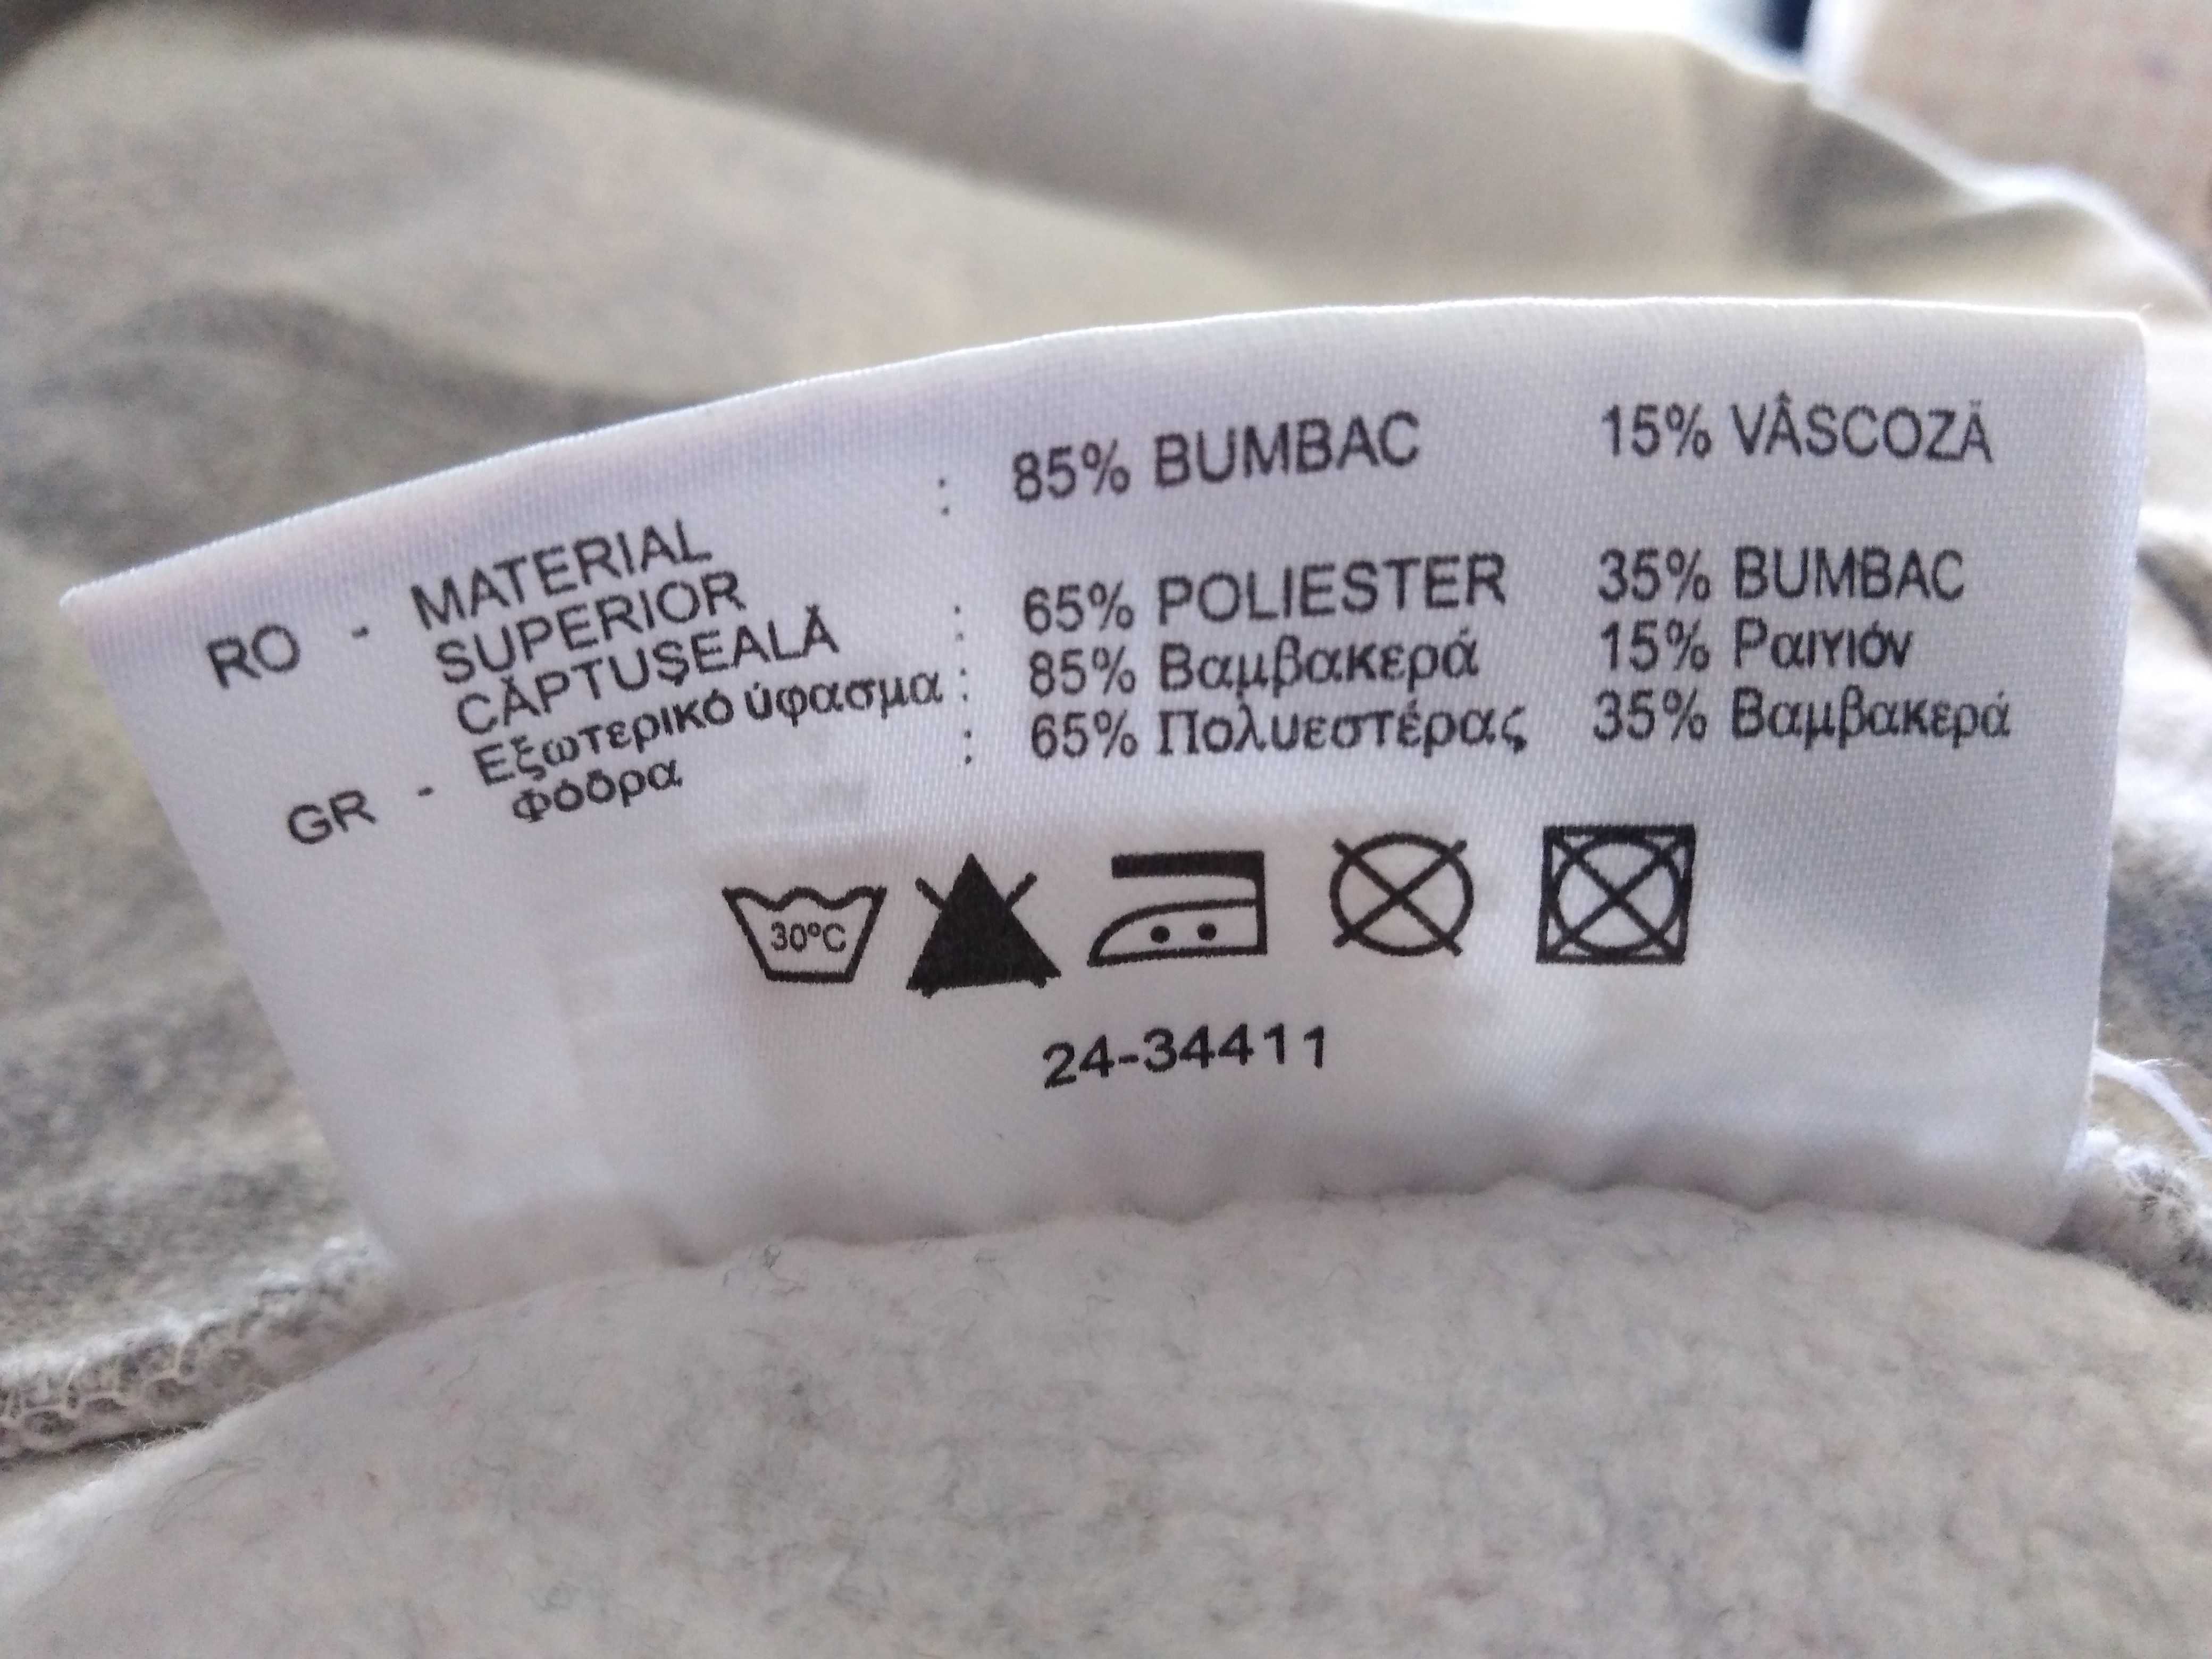 RO - MATERIAL SUPERIOR : 85% BUMBAC 15% VÂSCOZĂ
CĂPTUŞEALĂ : 65% POLIESTER 35% BUMBAC
GR - Εξωτερικό ύφασμα : 85% Βαμβακερά 15% Ραιγιόν
Φόδρα : 65% Πολυεστέρας 35% Βαμβακερά
30°C
24-34411